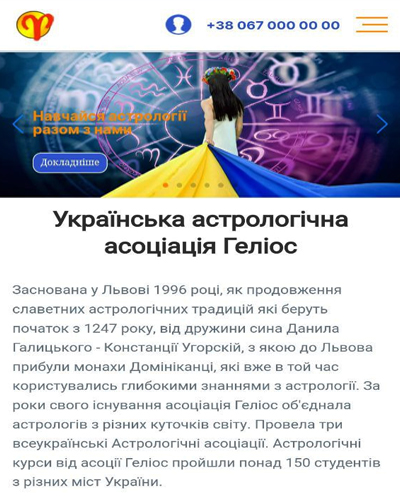 +38 067 000 00 00
Навчайся астрології
разом з нами
Докладніше
Українська астрологічна
асоціація Геліос
Заснована у Львові 1996 році, як продовження
славетних астрологічних традицій які беруть
початок з 1247 року, від дружини сина Данила
Галицького - Констанції Угорскій, з якою до Львова
прибули монахи Домініканці, які вже в той час
користувались глибокими знаннями з астрології. За
роки свого існування асоціація Геліос об'єднала
астрологів з різних куточків світу. Провела три
всеукраїнські Астрологічні асоціації. Астрологічні
курси від асоції Геліос пройшли понад 150 студентів
з різних міст України.